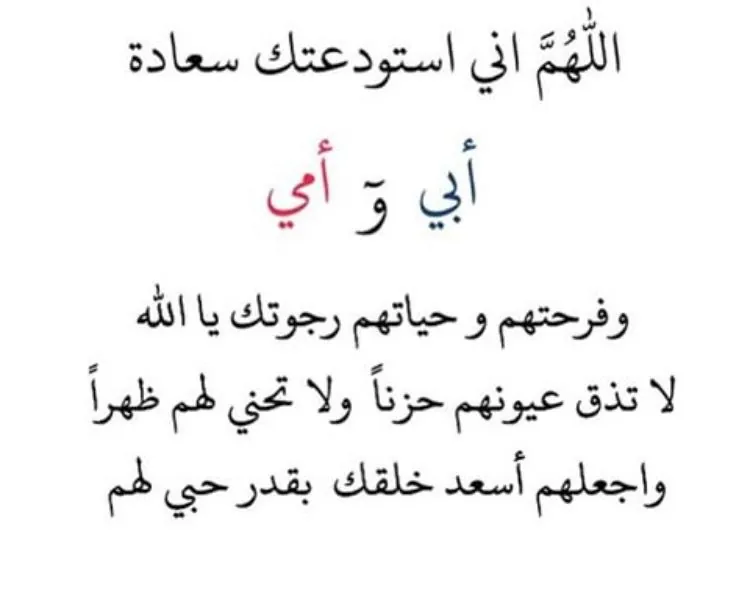 اللّٰهُمَّ اني استودعتك سعادة
أبي وٓ أمي
وفرحتهم و حياتهم رجوتك يا الله
لا تذق عيونهم حزناً ولا تحني لهم ظهراً
واجعلهم أسعد خلقك بقدر حبي لهم